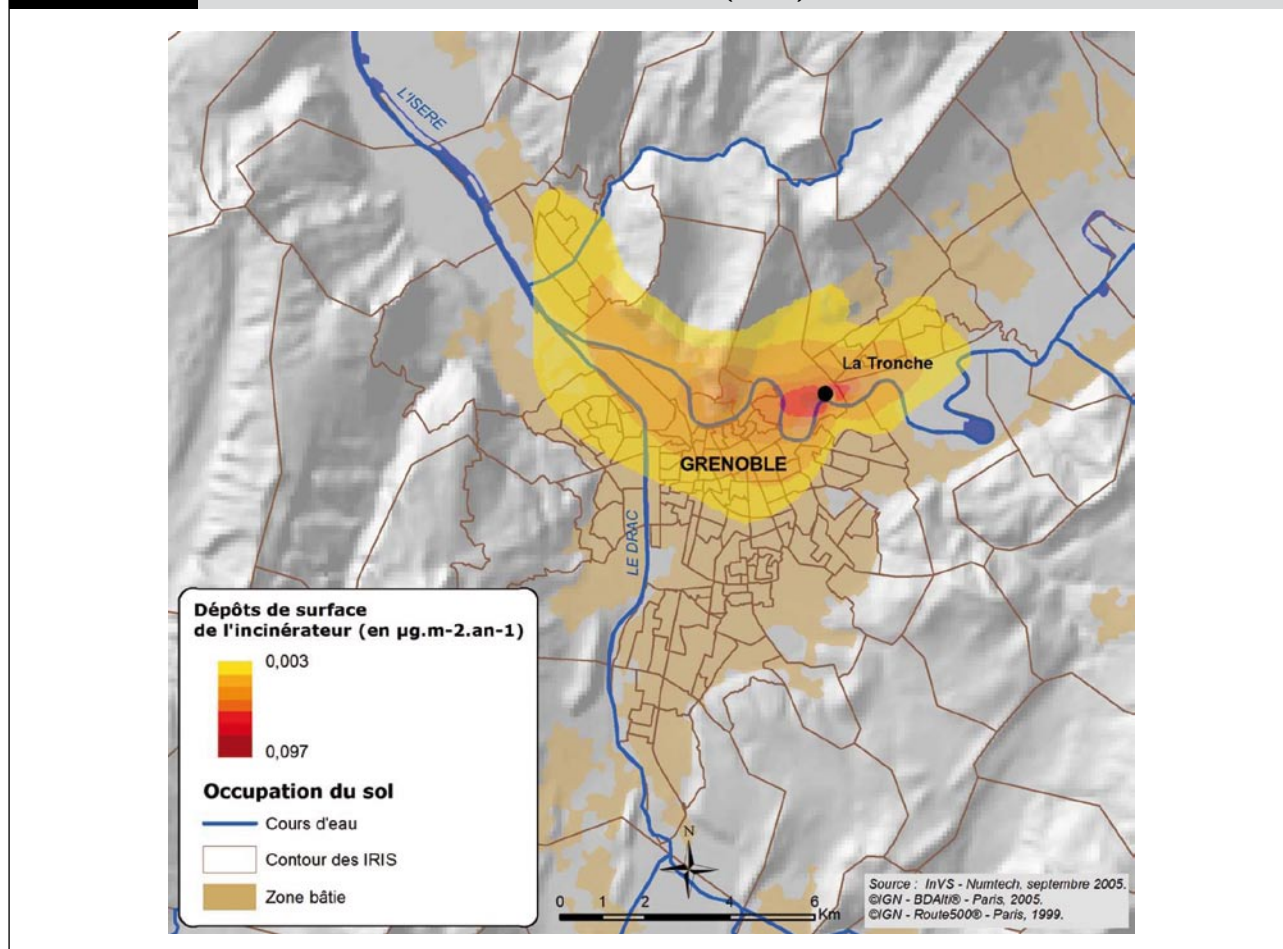 L'ISERE
La Tronche
GRENOBLE
LE DRAC
Dépôts de surface
de l'incinérateur (en µg.m-2.an-1)
0,003
0,097
Occupation du sol
Cours d'eau
Contour des IRIS
Zone bâtie
N
0 1 2 4 6
Km
Source : InVS - Numtech, septembre 2005.
©IGN - BDAlti® - Paris, 2005.
©IGN - Route500® - Paris, 1999.